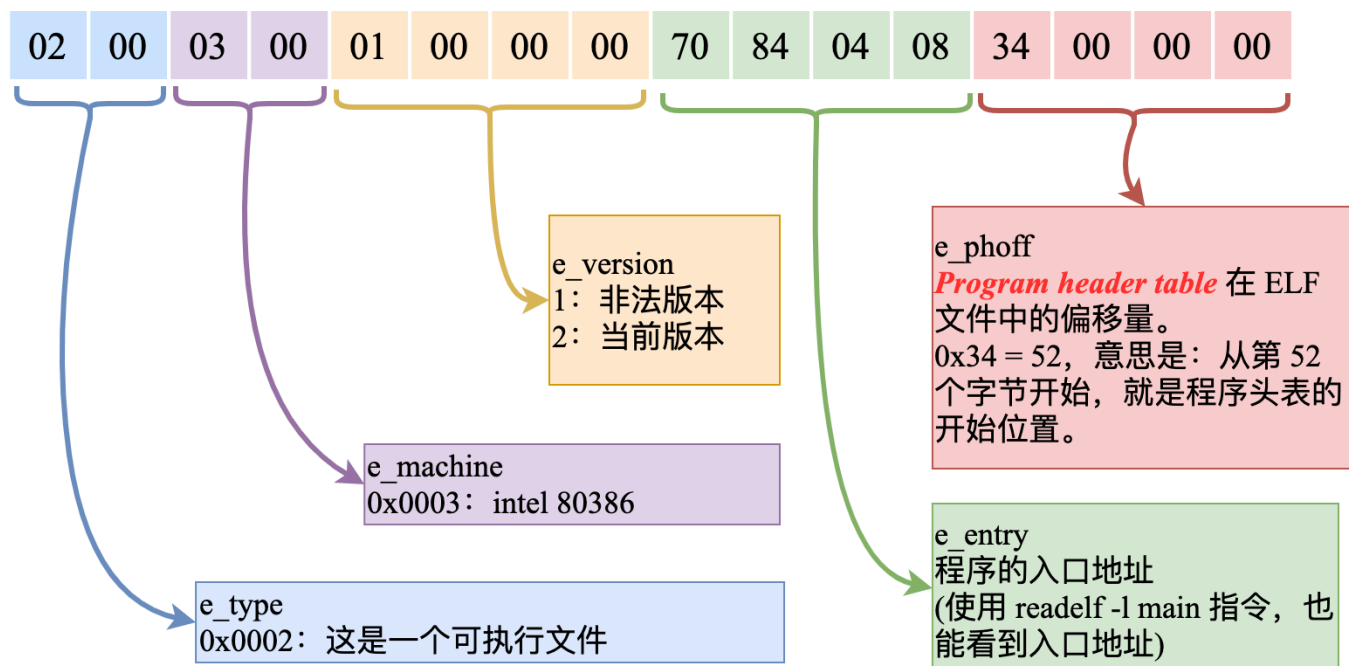 02 00 03 00 01 00 00 00 70 84 04 08 34 00 00 00
e_version
1：非法版本
2：当前版本
e_phoff
Program header table 在 ELF
文件中的偏移量。
0x34 = 52，意思是：从第 52
个字节开始，就是程序头表的
开始位置。
e_machine
0x0003：intel 80386
e_entry
程序的入口地址
(使用 readelf -l main 指令，也
能看到入口地址)
e_type
0x0002：这是一个可执行文件